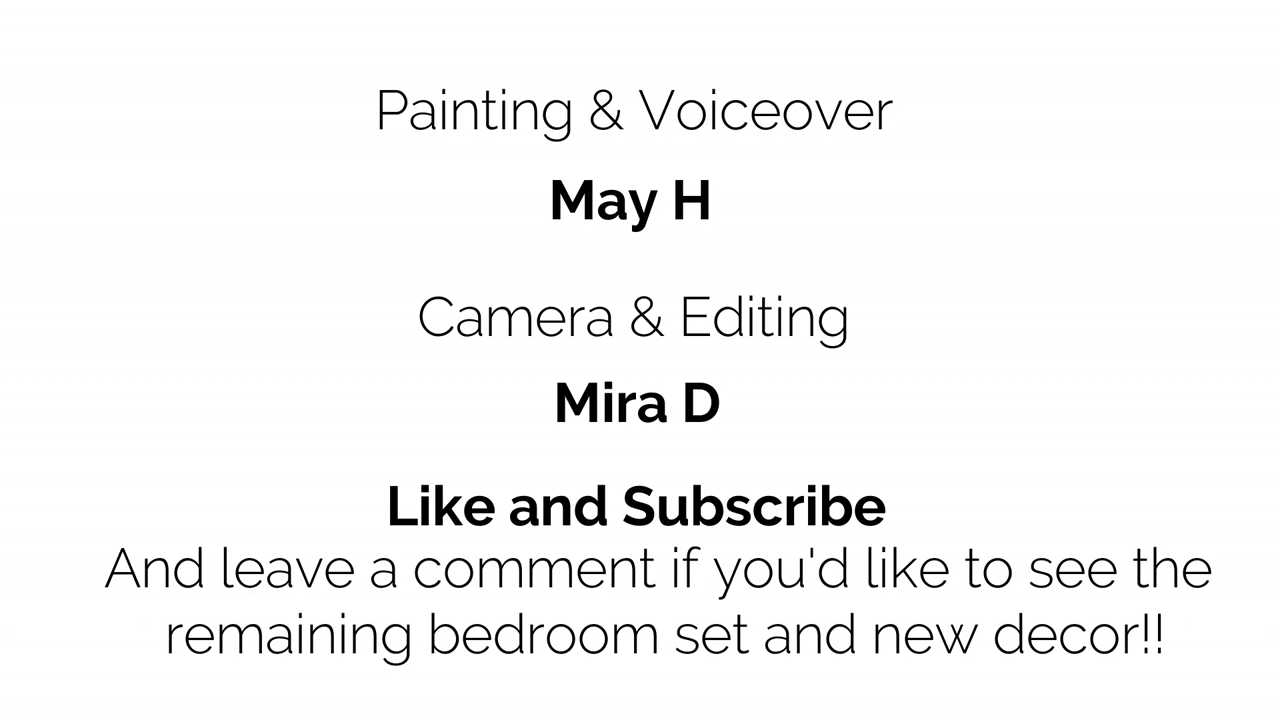 Painting & Voiceover
May H
Camera & Editing
Mira D
Like and Subscribe
And leave a comment if you'd like to see the
remaining bedroom set and new decor!!